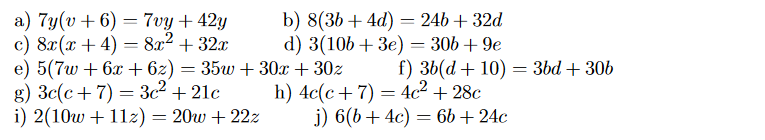 a) 7y(v + 6) = 7vy + 42y b) 8(3b + 4d) = 24b + 32d
c) 8x(x + 4) = 8x² + 32x d) 3(10b + 3e) = 30b + 9e
e) 5(7w + 6x + 6z) = 35w + 30x + 30z f) 3b(d + 10) = 3bd + 30b
g) 3c(c + 7) = 3c² + 21c h) 4c(c + 7) = 4c² + 28c
i) 2(10w + 11z) = 20w + 22z j) 6(b + 4c) = 6b + 24c